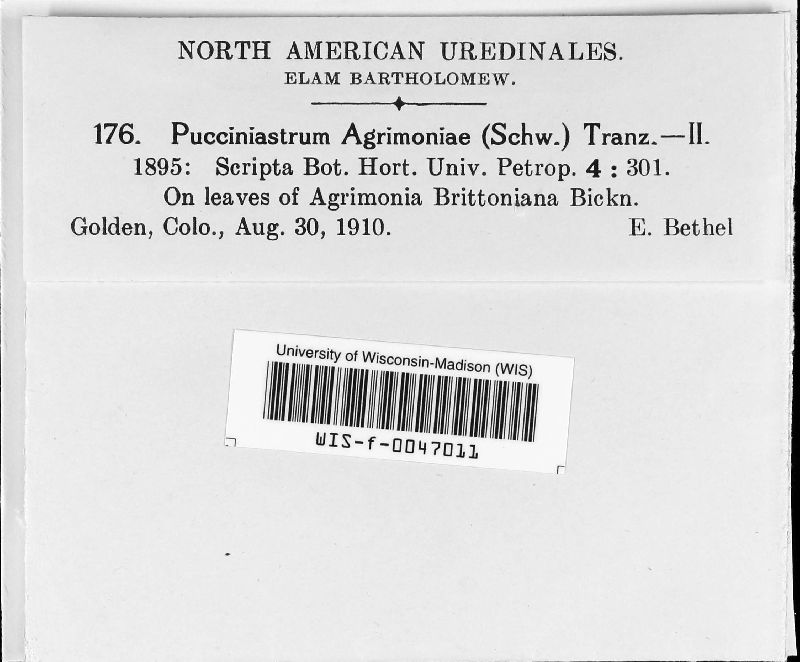 NORTH AMERICAN UREDINALES.
ELAM BARTHOLOMEW.
176. Pucciniastrum Agrimoniae (Schw.) Tranz.—II.
1895: Scripta Bot. Hort. Univ. Petrop. 4 : 301.
On leaves of Agrimonia Brittoniana Bickn.
Golden, Colo., Aug. 30, 1910. E. Bethel
University of Wisconsin-Madison (WIS)
WIS-f-0047011